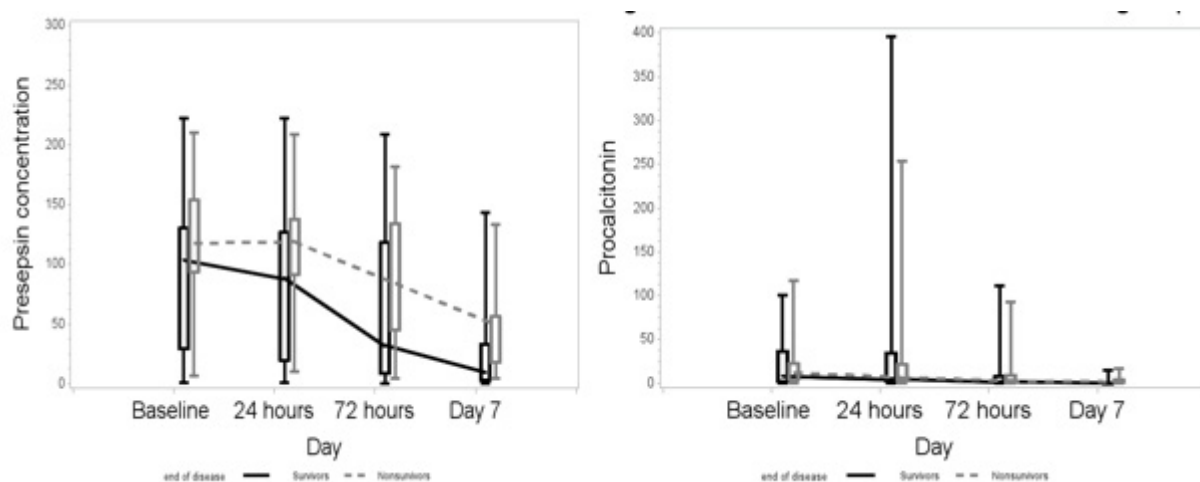 300
250
200
150
100
50
0
Presepsin concentration
Baseline 24 hours 72 hours Day 7
Day
end of disease Survivors Nonsurvivors
400
350
300
250
200
150
100
50
0
Procalcitonin
Baseline 24 hours 72 hours Day 7
Day
end of disease Survivors Nonsurvivors